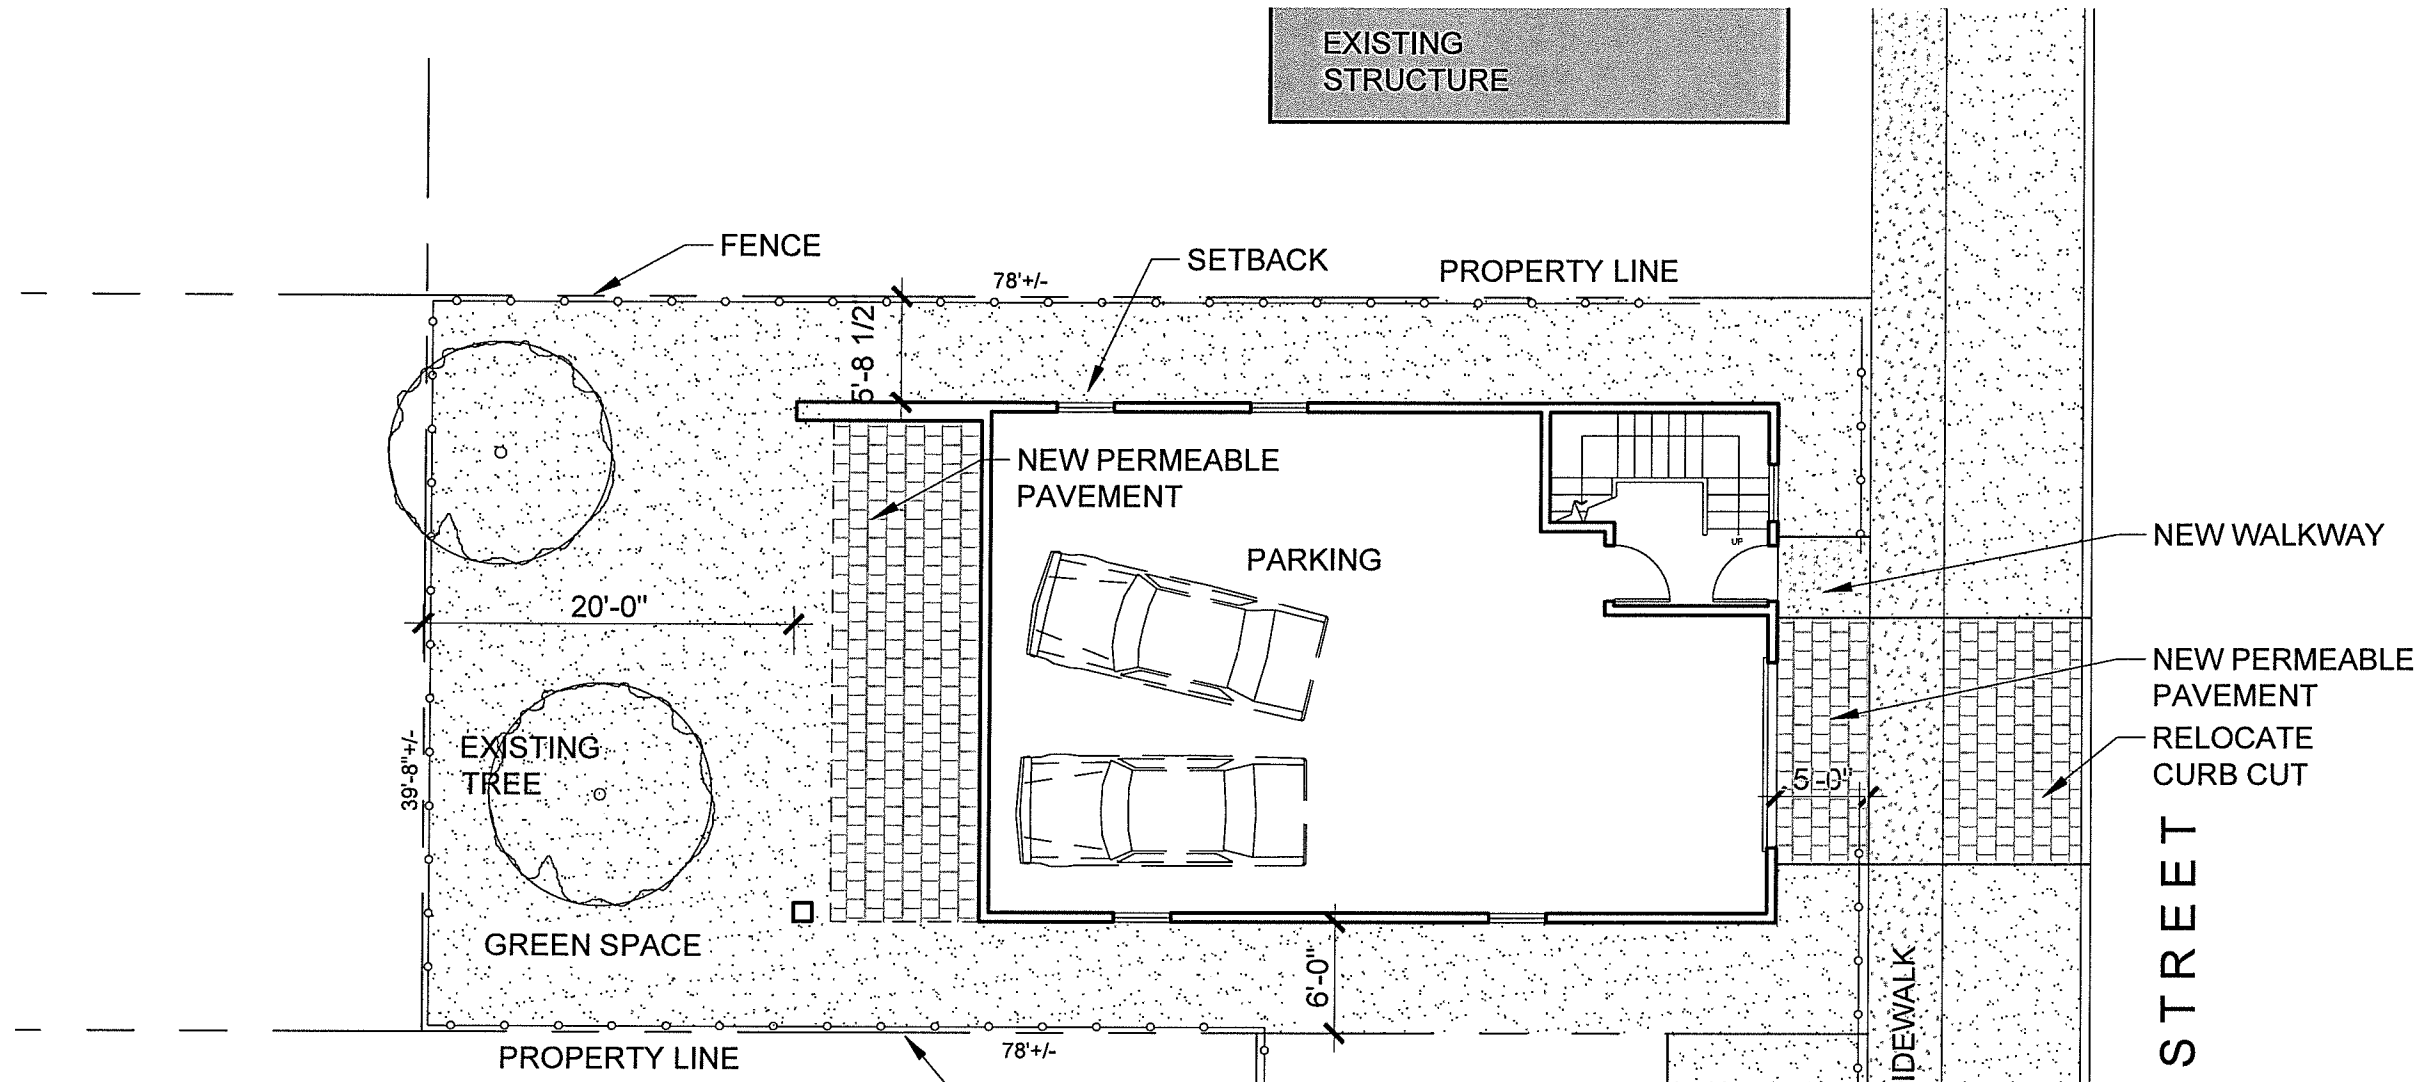 EXISTING
STRUCTURE
FENCE
SETBACK
78'+/-
PROPERTY LINE
5'-8 1/2"
NEW PERMEABLE
PAVEMENT
UP
NEW WALKWAY
PARKING
20'-0"
NEW PERMEABLE
PAVEMENT
RELOCATE
CURB CUT
EXISTING
TREE
39'-8"+/-
5'-0"
STREET
GREEN SPACE
6'-0"
IDEWALK
PROPERTY LINE
78'+/-